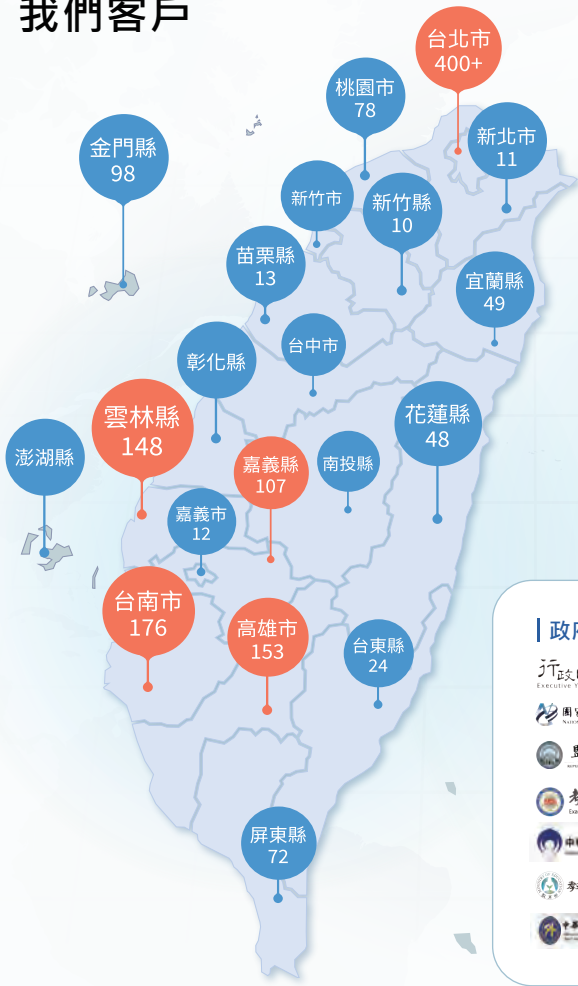 我們客戶
台北市
400+
桃園市
78
新北市
11
金門縣
98
新竹市
新竹縣
10
苗栗縣
13
宜蘭縣
49
台中市
彰化縣
雲林縣
148
花蓮縣
48
澎湖縣
嘉義縣
107
南投縣
嘉義市
12
台南市
176
高雄市
153
台東縣
24
屏東縣
72
政
行政
Executive